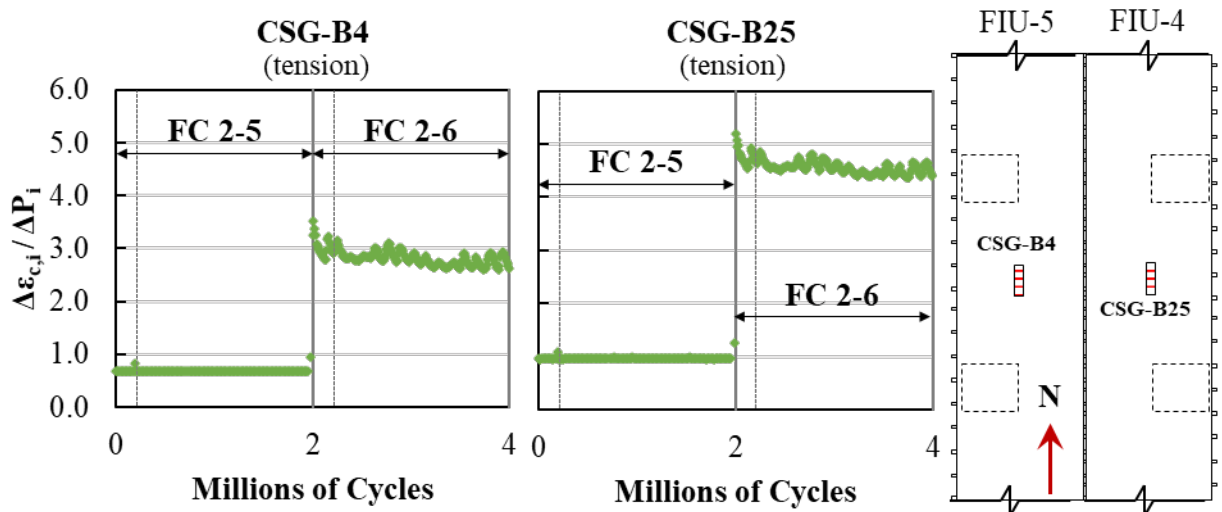 CSG-B4
(tension)
6.0
5.0
4.0
3.0
2.0
1.0
0.0
Δε_c,i / ΔP_i
FC 2-5
FC 2-6
0
2
4
Millions of Cycles
CSG-B25
(tension)
FC 2-5
FC 2-6
0
2
4
Millions of Cycles
FIU-5
FIU-4
CSG-B4
CSG-B25
N